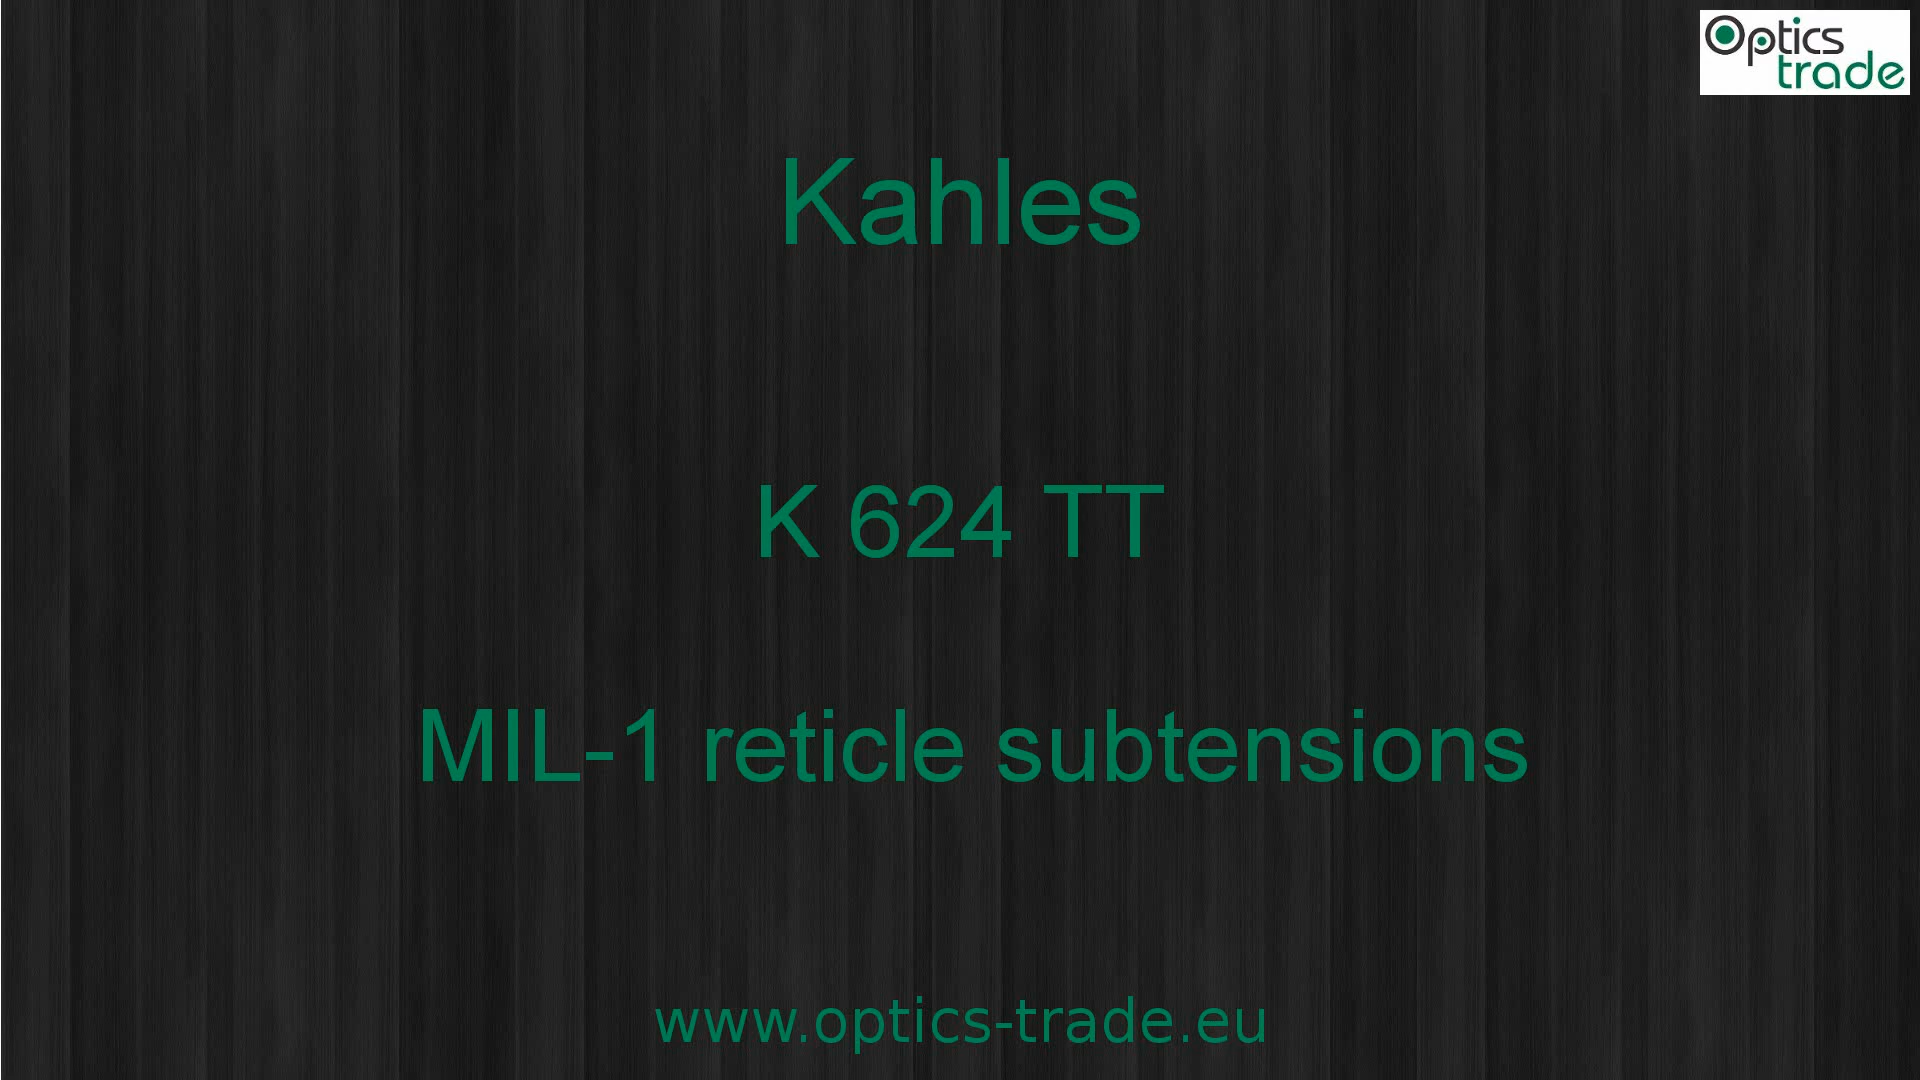 Optics
trade
Kahles
K 624 TT
MIL-1 reticle subtensions
www.optics-trade.eu